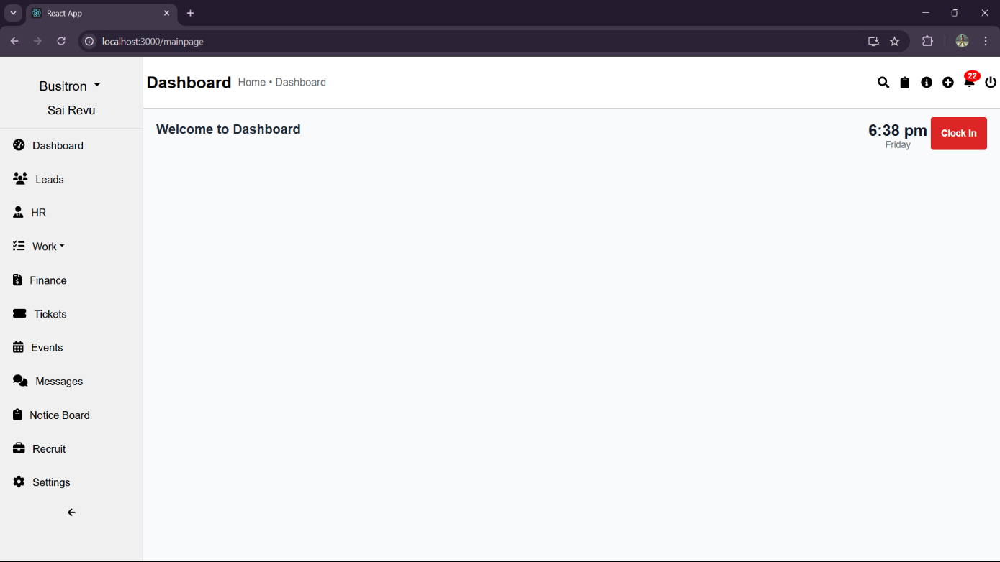 React App
localhost:3000/mainpage
Busitron
Sai Revu
Dashboard
Leads
HR
Work
Finance
Tickets
Events
Messages
Notice Board
Recruit
Settings
Dashboard Home • Dashboard
22
Welcome to Dashboard
6:38 pm
Friday
Clock In